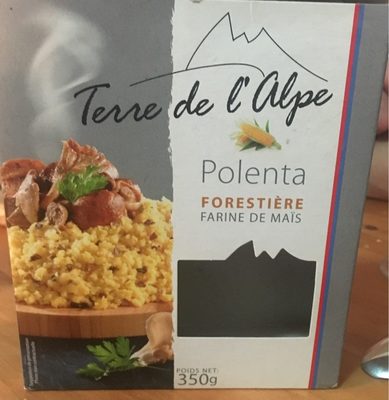 Terre de l'Alpe
Polenta
FORESTIÈRE
FARINE DE MAÏS
POIDS NET:
350g